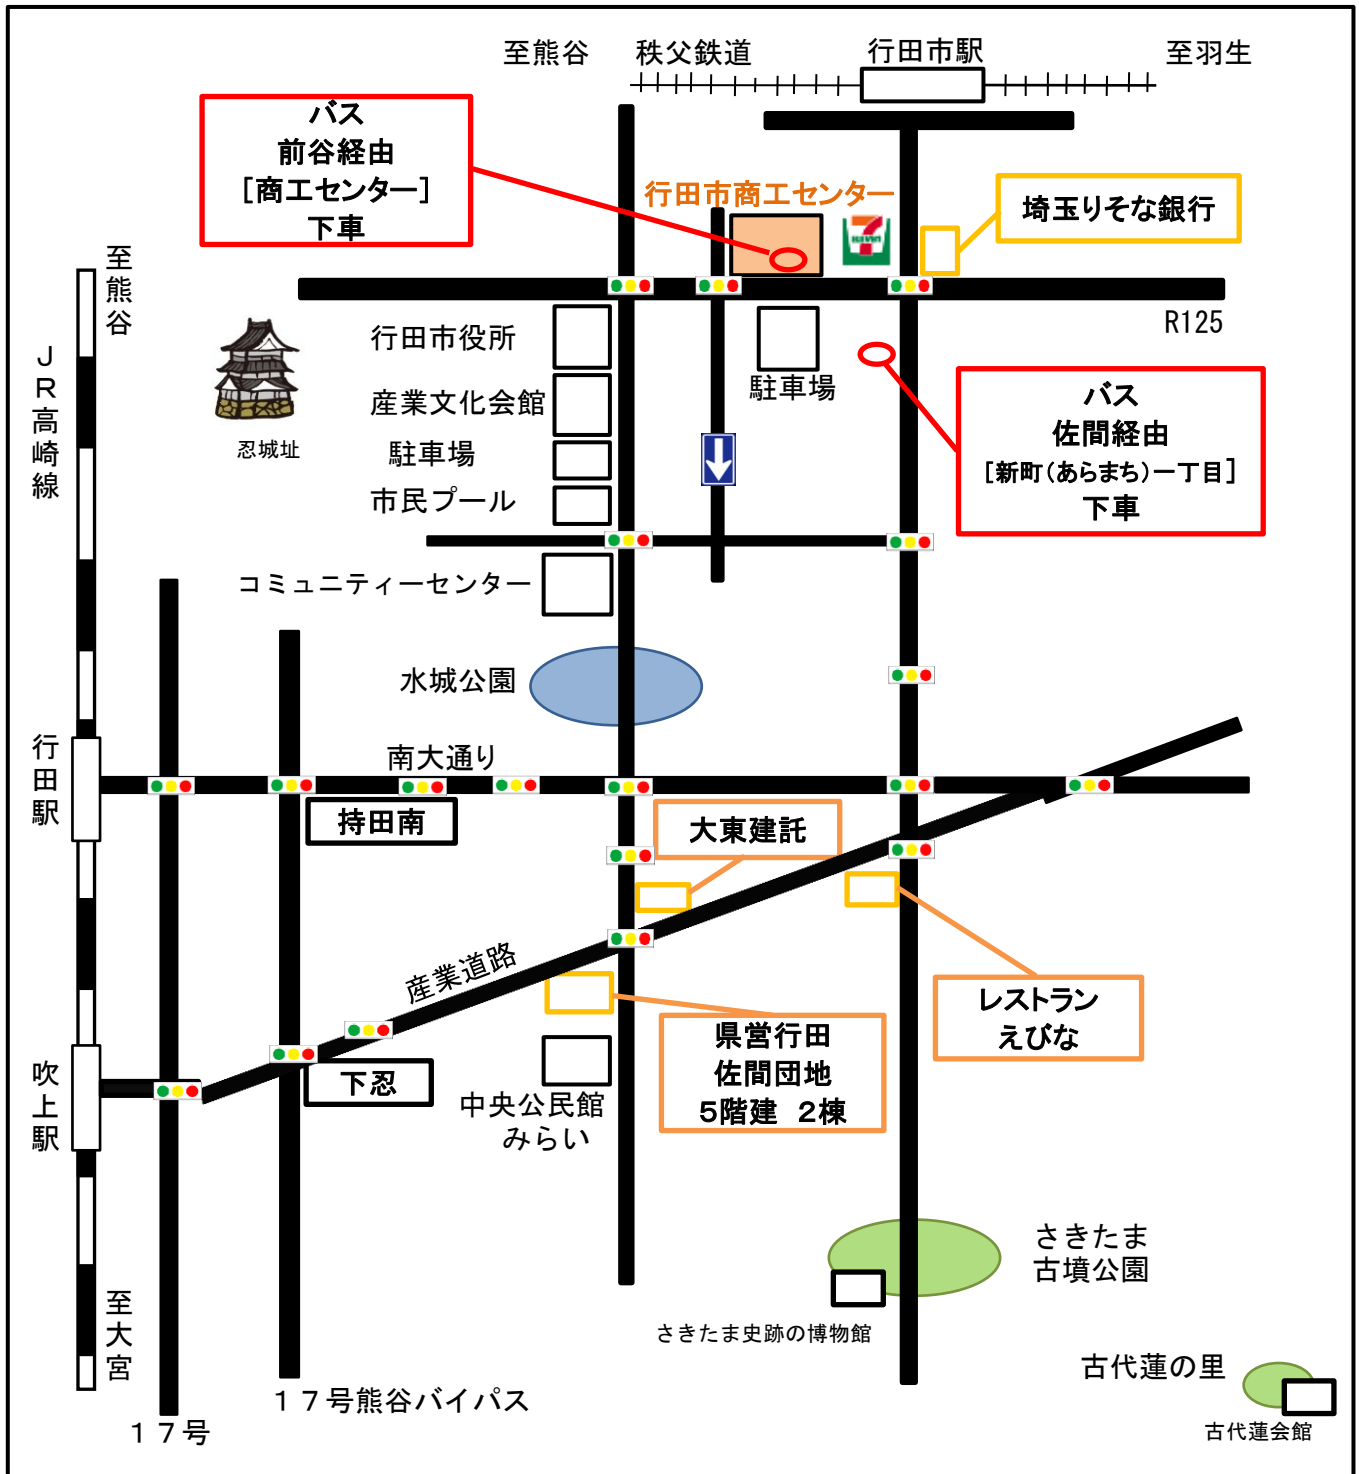 至熊谷
秩父鉄道
行田市駅
至羽生
バス
前谷経由
[商工センター]
下車
行田市商工センター
埼玉りそな銀行
至熊谷
R125
行田市役所
駐車場
産業文化会館
バス
佐間経由
[新町(あらまち)一丁目]
下車
JR高崎線
忍城址
駐車場
市民プール
コミュニティーセンター
水城公園
行田駅
南大通り
持田南
大東建託
産業道路
レストラン
えびな
県営行田
佐間団地
5階建 2棟
吹上駅
下忍
中央公民館
みらい
さきたま
古墳公園
至大宮
さきたま史跡の博物館
古代蓮の里
17号熊谷バイパス
17号
古代蓮会館